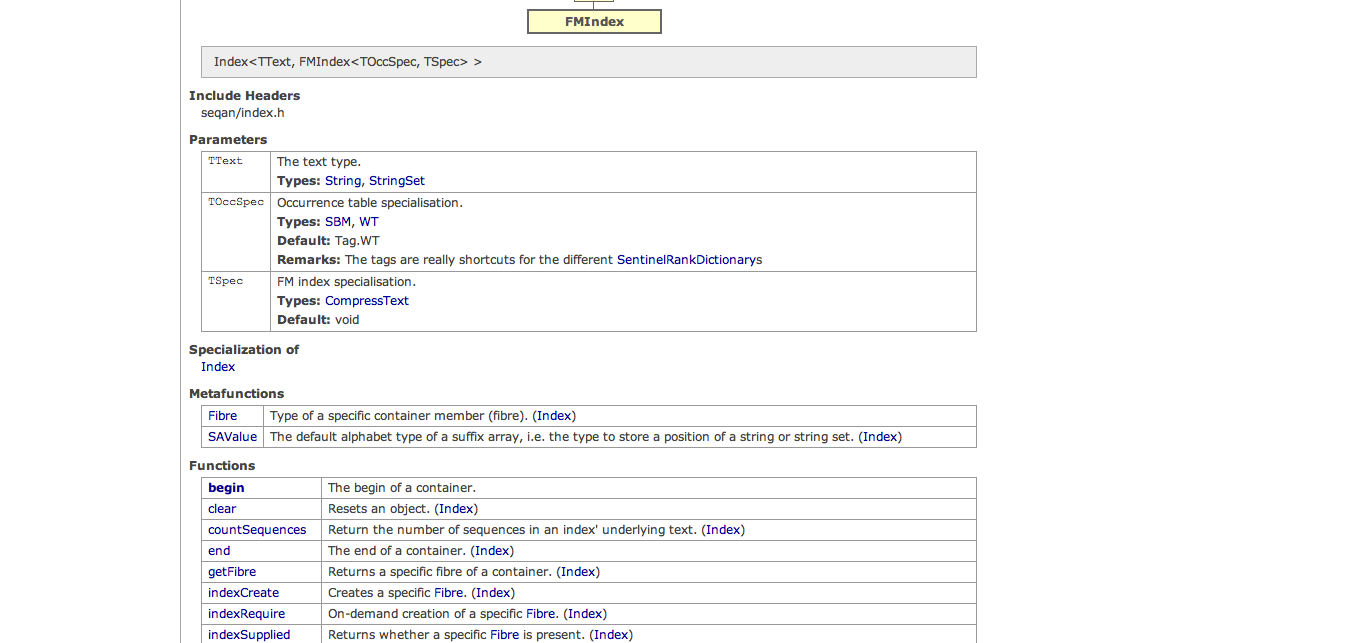 FMIndex
Index<TText, FMIndex<TOccSpec, TSpec> >
Include Headers
seqan/index.h
Parameters
TText The text type.
Types: String, StringSet
TOccSpec Occurrence table specialisation.
Types: SBM, WT
Default: Tag.WT
Remarks: The tags are really shortcuts for the different SentinelRankDictionarys
TSpec FM index specialisation.
Types: CompressText
Default: void
Specialization of
Index
Metafunctions
Fibre Type of a specific container member (fibre). (Index)
SAValue The default alphabet type of a suffix array, i.e. the type to store a position of a string or string set. (Index)
Functions
begin The begin of a container.
clear Resets an object. (Index)
countSequences Return the number of sequences in an index' underlying text. (Index)
end The end of a container. (Index)
getFibre Returns a specific fibre of a container. (Index)
indexCreate Creates a specific Fibre. (Index)
indexRequire On-demand creation of a specific Fibre. (Index)
indexSupplied Returns whether a specific Fibre is present. (Index)